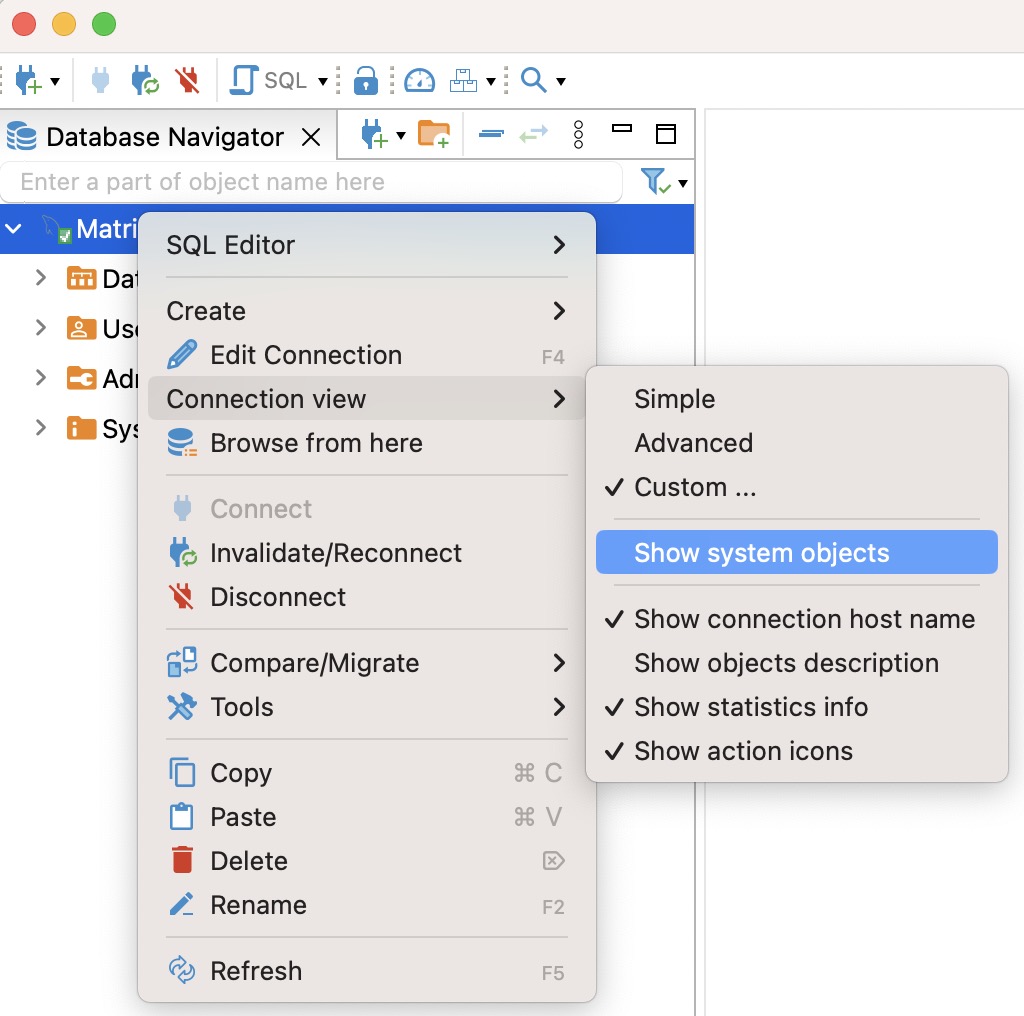 SQL
Database Navigator
Enter a part of object name here
Matri
SQL Editor
Dat
Create
Use
Edit Connection F4
Adr
Connection view
Simple
Sys
Browse from here
Advanced
Custom ...
Connect
Show system objects
Invalidate/Reconnect
Disconnect
Show connection host name
Compare/Migrate
Show objects description
Tools
Show statistics info
Show action icons
Copy ⌘ C
Paste ⌘ V
Delete ⌦
Rename F2
Refresh F5